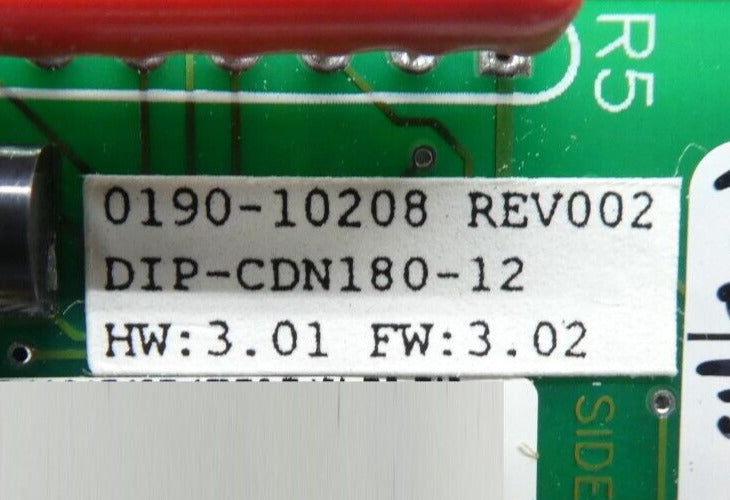 R5
0190-10208 REV002
DIP-CDN180-12
HW:3.01 FW:3.02
SIDE